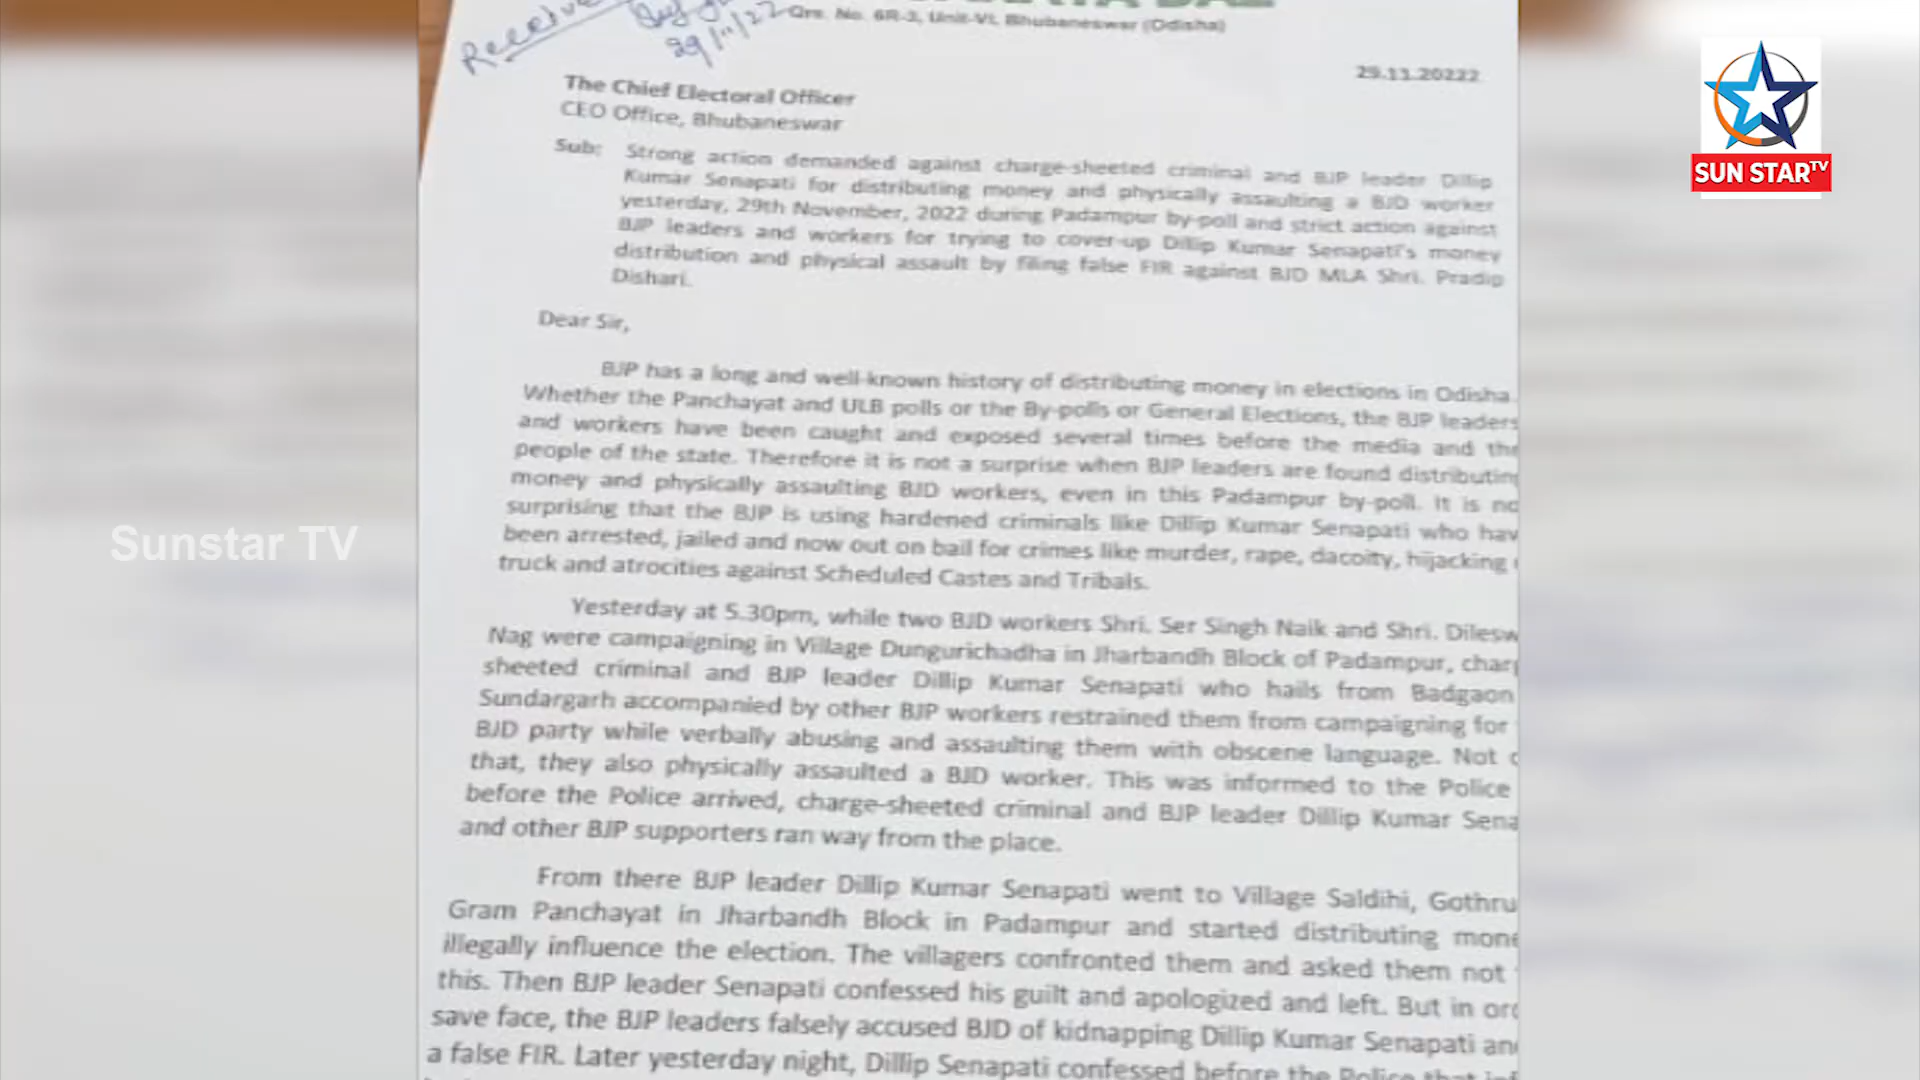 Receive
29/11/22
Qrs. No. 6R-3, Unit-VI, Bhubaneswar (Odisha)
29.11.20222
The Chief Electoral Officer
CEO Office, Bhubaneswar
Sub: Strong action demanded against charge-sheeted criminal and BJP leader Dillip
Kumar Senapati for distributing money and physically assaulting a BJD worker
yesterday, 29th November, 2022 during Padampur by-poll and strict action against
BJP leaders and workers for trying to cover-up Dillip Kumar Senapati's money
distribution and physical assault by filing false FIR against BJD MLA Shri. Pradip
Dishari.
Dear Sir,
BJP has a long and well-known history of distributing money in elections in Odisha.
Whether the Panchayat and ULB polls or the By-polls or General Elections, the BJP leaders
and workers have been caught and exposed several times before the media and the
people of the state. Therefore it is not a surprise when BJP leaders are found distributing
money and physically assaulting BJD workers, even in this Padampur by-poll. It is no
surprising that the BJP is using hardened criminals like Dillip Kumar Senapati who hav
been arrested, jailed and now out on bail for crimes like murder, rape, dacoity, hijacking
truck and atrocities against Scheduled Castes and Tribals.
Yesterday at 5.30pm, while two BJD workers Shri. Ser Singh Naik and Shri. Dilesw
Nag were campaigning in Village Dungurichadha in Jharbandh Block of Padampur, char
sheeted criminal and BJP leader Dillip Kumar Senapati who hails from Badgaon
Sundargarh accompanied by other BJP workers restrained them from campaigning for
BJD party while verbally abusing and assaulting them with obscene language. Not
that, they also physically assaulted a BJD worker. This was informed to the Police
before the Police arrived, charge-sheeted criminal and BJP leader Dillip Kumar Sena
and other BJP supporters ran way from the place.
From there BJP leader Dillip Kumar Senapati went to Village Saldihi, Gothru
Gram Panchayat in Jharbandh Block in Padampur and started distributing mone
illegally influence the election. The villagers confronted them and asked them not
this. Then BJP leader Senapati confessed his guilt and apologized and left. But in ord
save face, the BJP leaders falsely accused BJD of kidnapping Dillip Kumar Senapati an
a false FIR. Later yesterday night, Dillip Senapati confessed before the Police that
SUN STAR TV
Sunstar TV